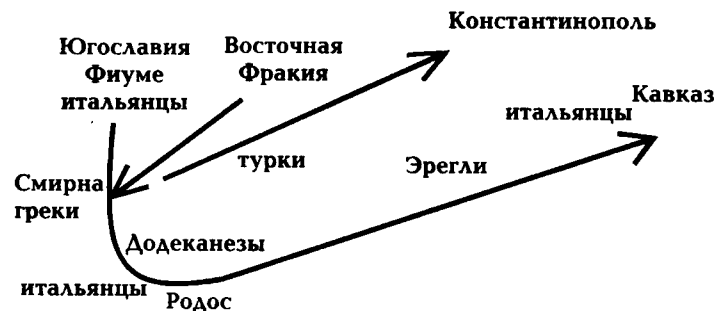 Константинополь
Югославия
Фиуме
итальянцы
Восточная
Фракия
Кавказ
итальянцы
турки
Эрегли
Смирна
греки
Додеканезы
итальянцы
Родос